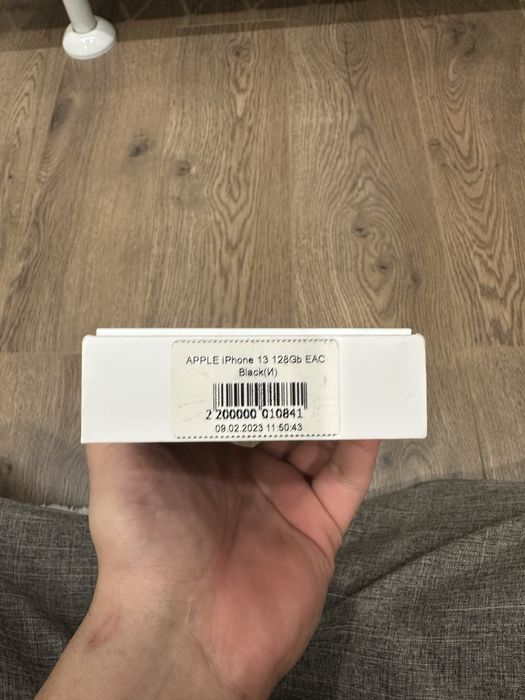 APPLE iPhone 13 128Gb EAC
Black(И)
2 200000 010841
09.02.2023 11:50:43